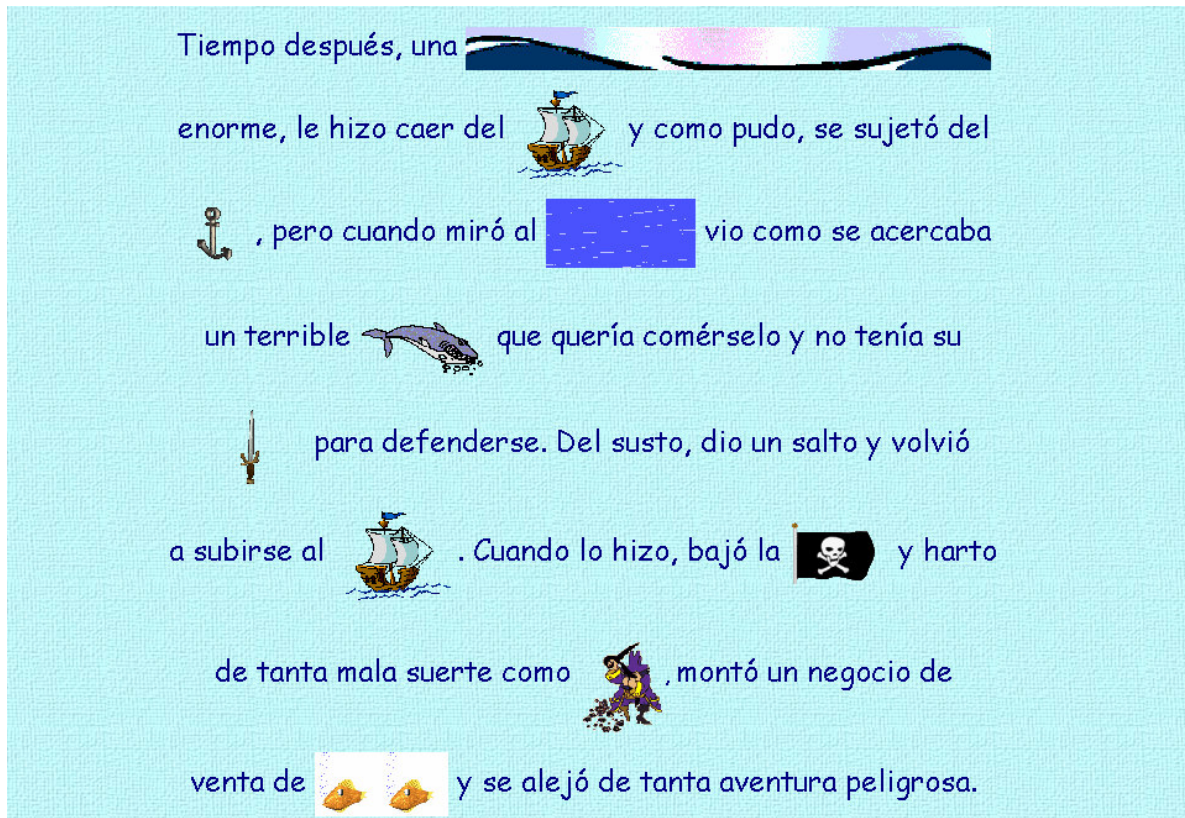 Tiempo después, una
enorme, le hizo caer del y como pudo, se sujetó del
, pero cuando miró al vio como se acercaba
un terrible que quería comérselo y no tenía su
para defenderse. Del susto, dio un salto y volvió
a subirse al . Cuando lo hizo, bajó la y harto
de tanta mala suerte como , montó un negocio de
venta de y se alejó de tanta aventura peligrosa.